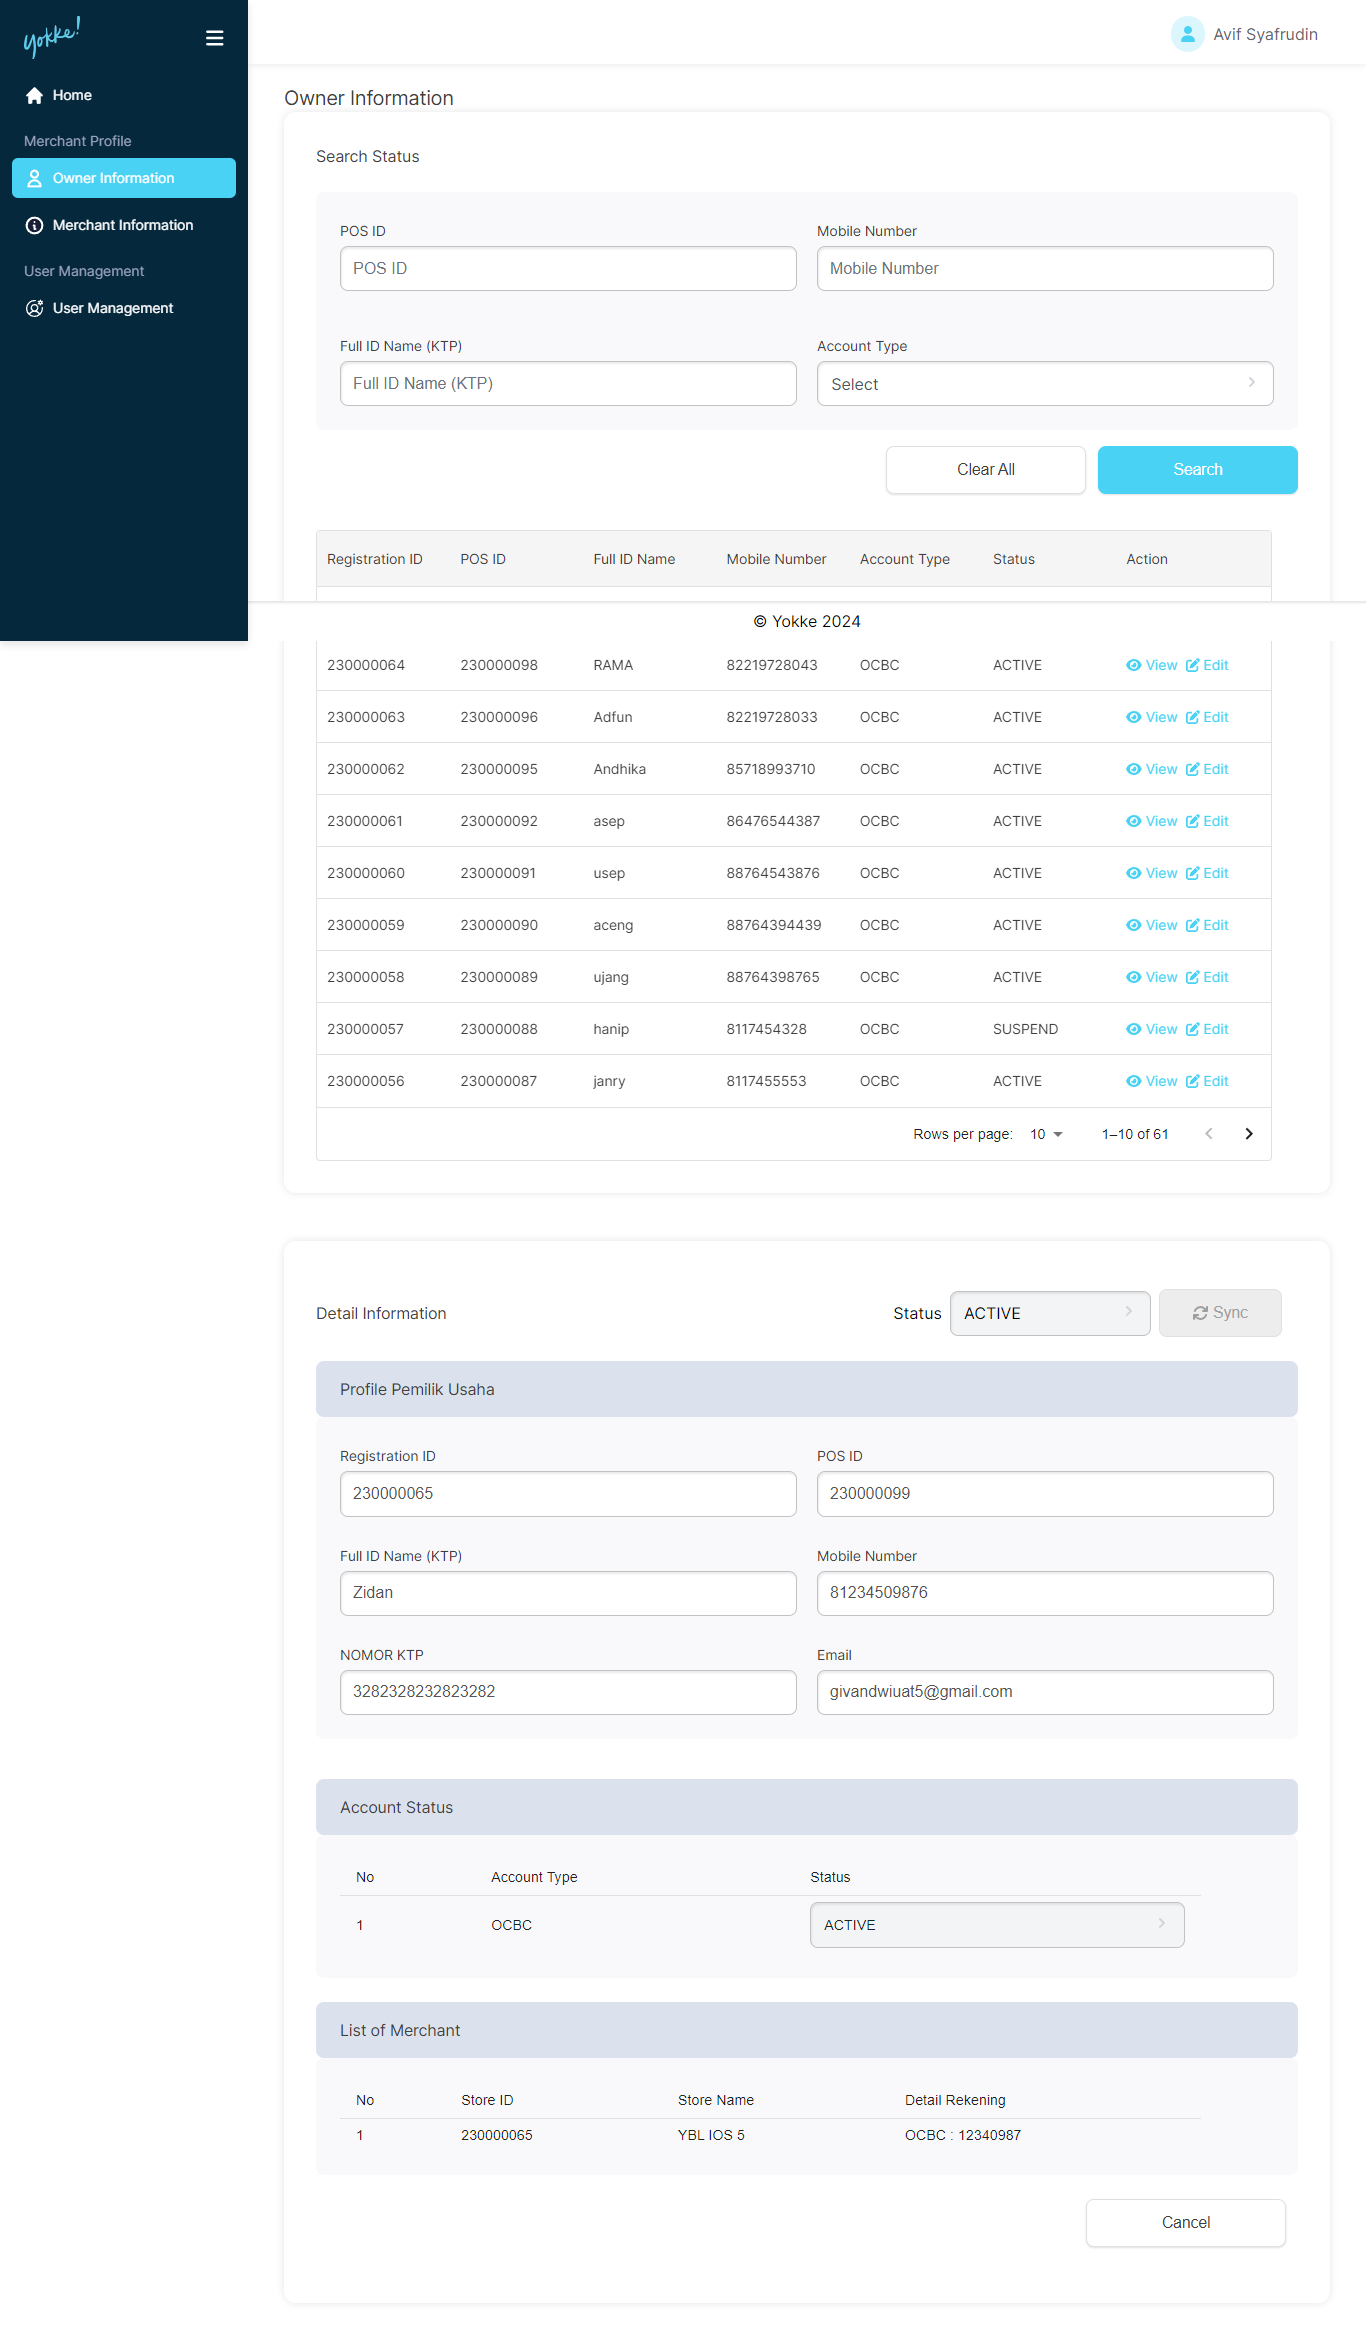 yokke!
Avif Syafrudin
Home
Merchant Profile
Owner Information
Merchant Information
User Management
User Management
Owner Information
Search Status
POS ID
Mobile Number
POS ID
Mobile Number
Full ID Name (KTP)
Account Type
Full ID Name (KTP)
Select
Clear All
Search
Registration ID POS ID Full ID Name Mobile Number Account Type Status Action
© Yokke 2024
230000064 230000098 RAMA 82219728043 OCBC ACTIVE View Edit
230000063 230000096 Adfun 82219728033 OCBC ACTIVE View Edit
230000062 230000095 Andhika 85718993710 OCBC ACTIVE View Edit
230000061 230000092 asep 86476544387 OCBC ACTIVE View Edit
230000060 230000091 usep 88764543876 OCBC ACTIVE View Edit
230000059 230000090 aceng 88764394439 OCBC ACTIVE View Edit
230000058 230000089 ujang 88764398765 OCBC ACTIVE View Edit
230000057 230000088 hanip 8117454328 OCBC SUSPEND View Edit
230000056 230000087 janry 8117455553 OCBC ACTIVE View Edit
Rows per page: 10 1–10 of 61
Detail Information
Status ACTIVE Sync
Profile Pemilik Usaha
Registration ID
POS ID
230000065
230000099
Full ID Name (KTP)
Mobile Number
Zidan
81234509876
NOMOR KTP
Email
3282328232823282
givandwiuat5@gmail.com
Account Status
No Account Type Status
1 OCBC ACTIVE
List of Merchant
No Store ID Store Name Detail Rekening
1 230000065 YBL IOS 5 OCBC : 12340987
Cancel